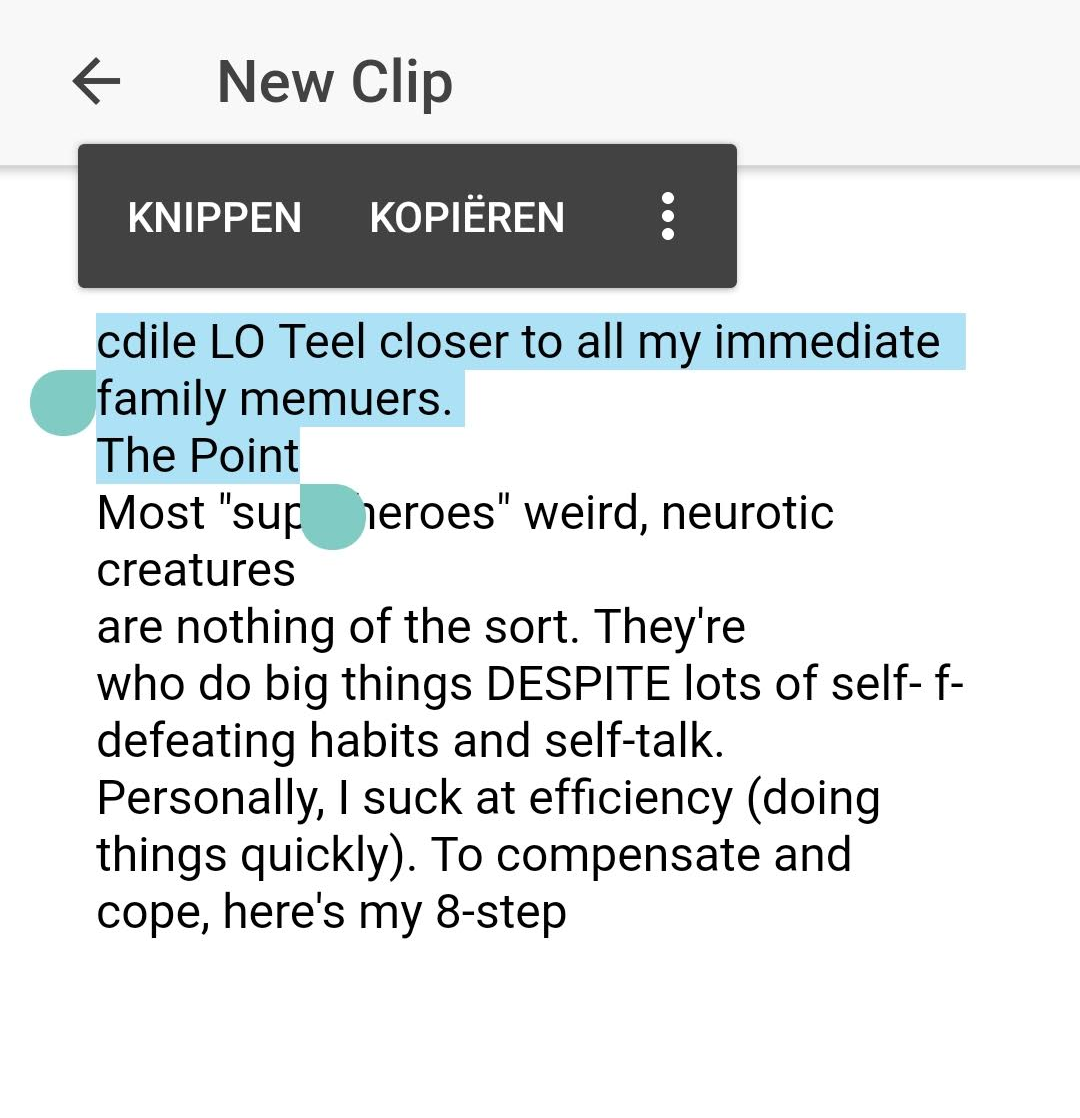 New Clip
KNIPPEN KOPIËREN
cdile LO Teel closer to all my immediate
family memuers.
The Point
Most "sup heroes" weird, neurotic
creatures
are nothing of the sort. They're
who do big things DESPITE lots of self- f-
defeating habits and self-talk.
Personally, I suck at efficiency (doing
things quickly). To compensate and
cope, here's my 8-step